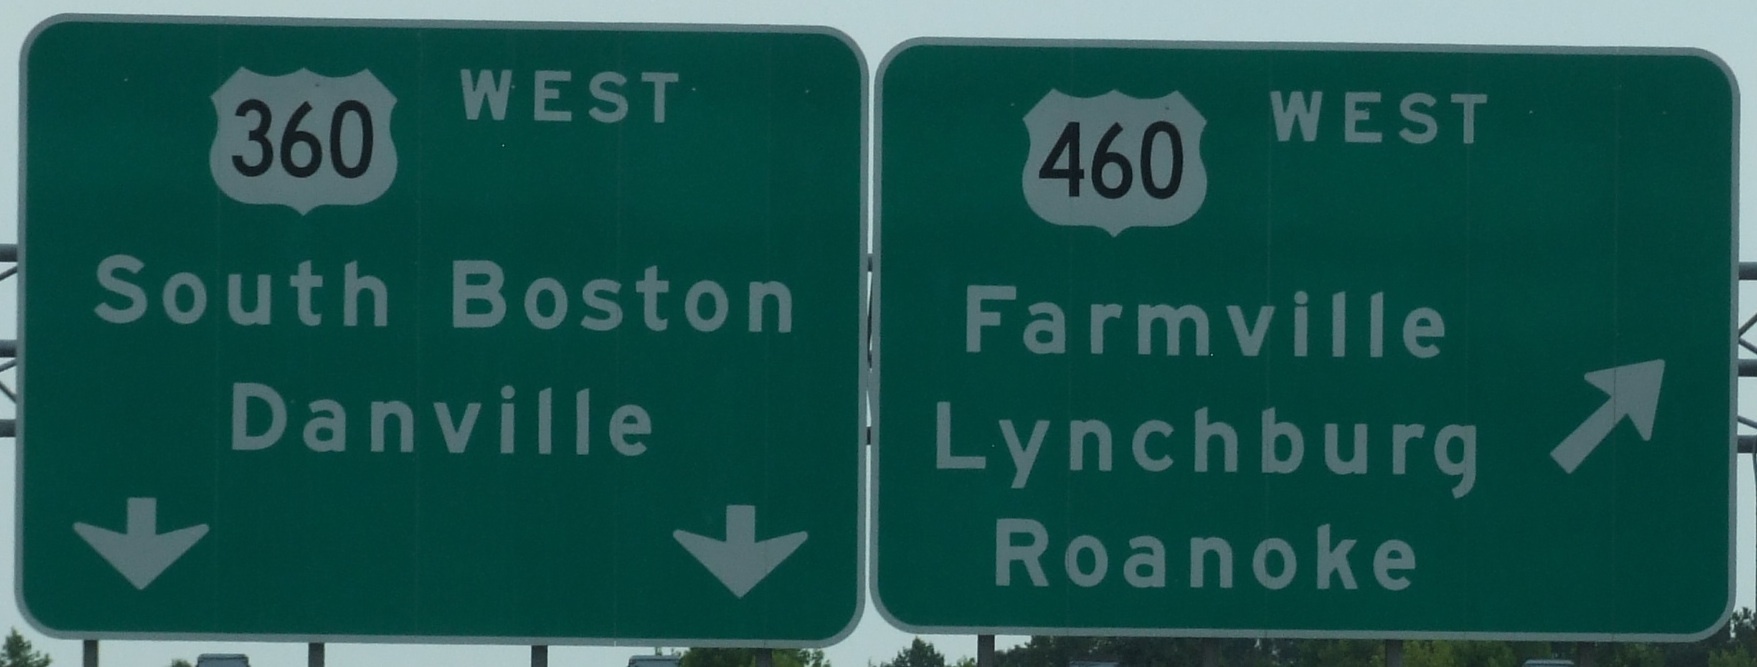 360 WEST
South Boston
Danville
460 WEST
Farmville
Lynchburg
Roanoke